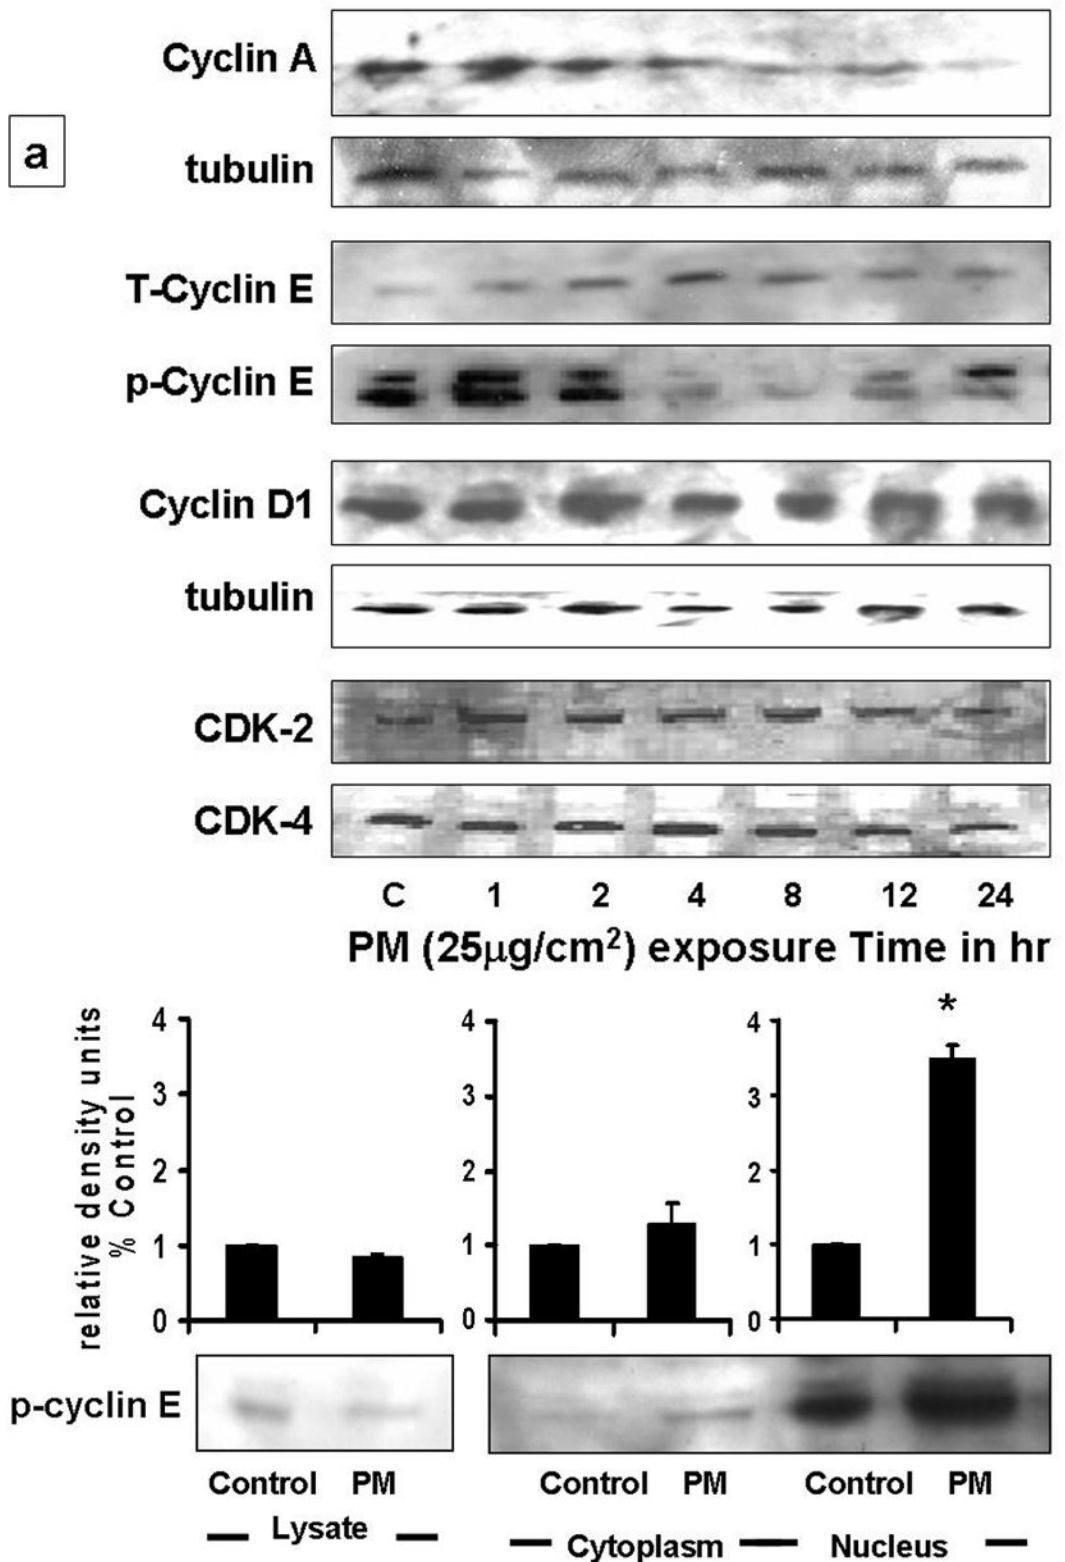 Cyclin A
a
tubulin
T-Cyclin E
p-Cyclin E
Cyclin D1
tubulin
CDK-2
CDK-4
C 1 2 4 8 12 24
PM (25µg/cm²) exposure Time in hr
relative density units
% Control
4
3
2
1
0
4
3
2
1
0
*
4
3
2
1
0
p-cyclin E
Control PM Control PM Control PM
Lysate Cytoplasm Nucleus